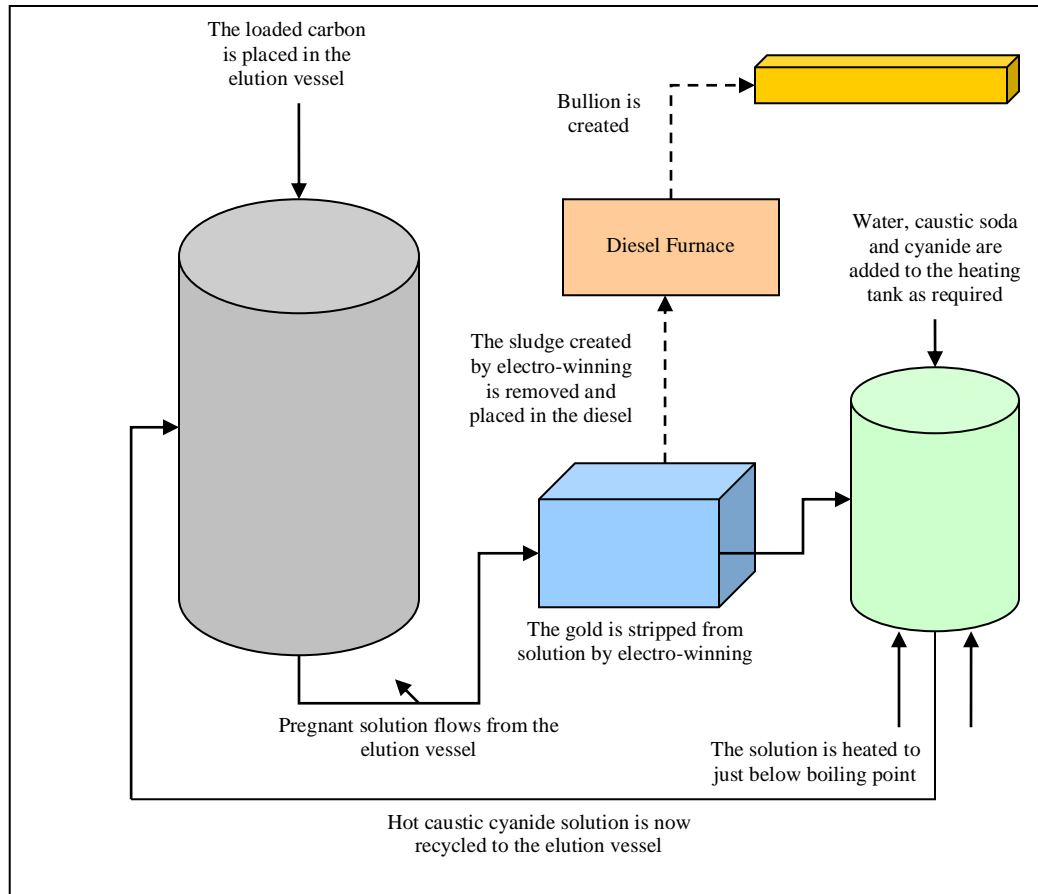 The loaded carbon
is placed in the
elution vessel
Bullion is
created
Diesel Furnace
Water, caustic soda
and cyanide are
added to the heating
tank as required
The sludge created
by electro-winning
is removed and
placed in the diesel
The gold is stripped from
solution by electro-winning
Pregnant solution flows from the
elution vessel
The solution is heated to
just below boiling point
Hot caustic cyanide solution is now
recycled to the elution vessel